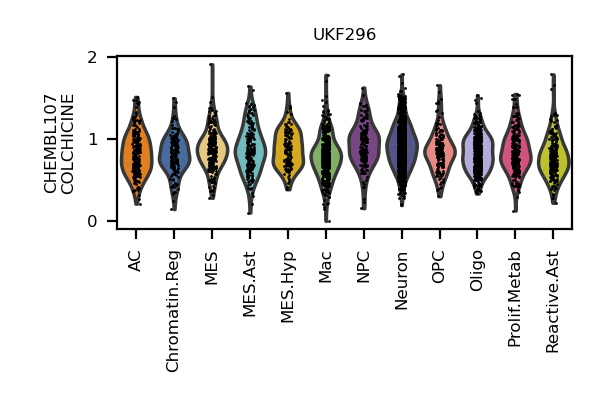 UKF296
CHEMBL107
COLCHICINE
2
1
0
AC
Chromatin.Reg
MES
MES.Ast
MES.Hyp
Mac
NPC
Neuron
OPC
Oligo
Prolif.Metab
Reactive.Ast